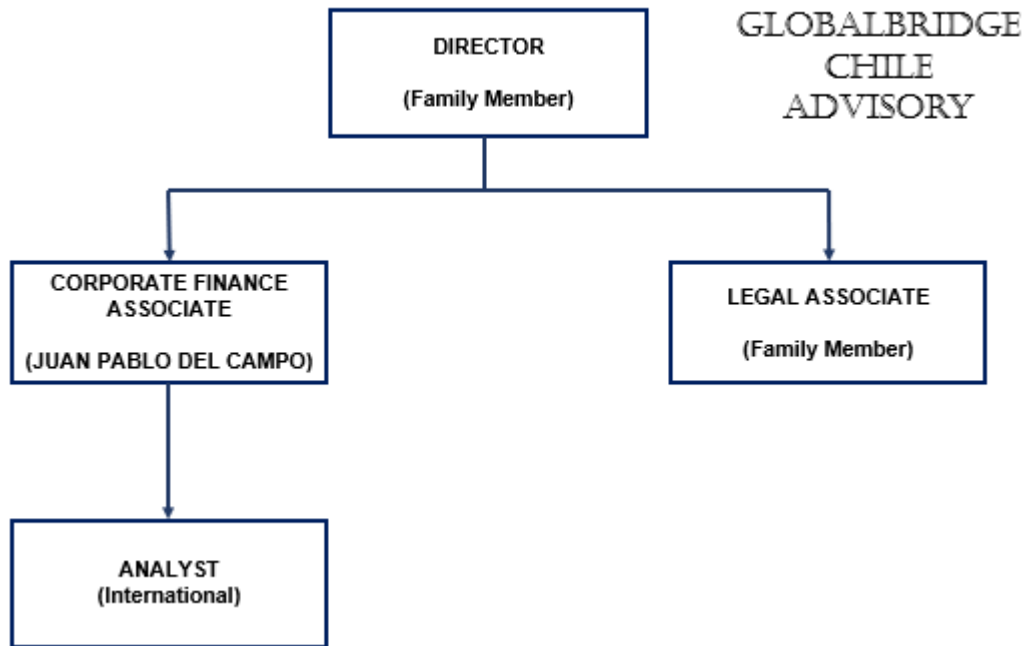 DIRECTOR
(Family Member)
GLOBALBRIDGE
CHILE
ADVISORY
CORPORATE FINANCE
ASSOCIATE
(JUAN PABLO DEL CAMPO)
LEGAL ASSOCIATE
(Family Member)
ANALYST
(International)